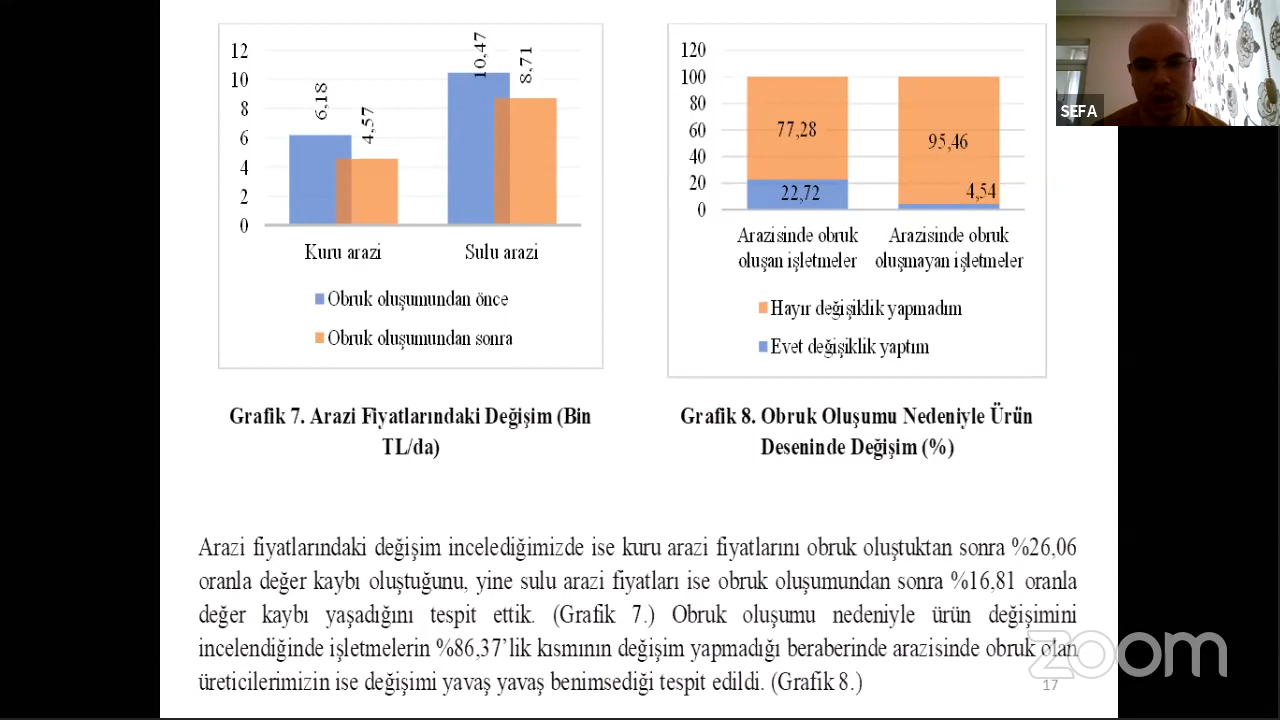 12
10
8
6
4
2
0
6,18
4,57
10,47
8,71
Kuru arazi
Sulu arazi
Obruk oluşumundan önce
Obruk oluşumundan sonra
Grafik 7. Arazi Fiyatlarındaki Değişim (Bin
TL/da)
120
100
80
60
40
20
0
77,28
22,72
95,46
4,54
Arazisinde obruk
oluşan işletmeler
Arazisinde obruk
oluşmayan işletmeler
Hayır değişiklik yapmadım
Evet değişiklik yaptım
Grafik 8. Obruk Oluşumu Nedeniyle Ürün
Deseninde Değişim (%)
SEFA
Arazi fiyatlarındaki değişim incelediğimizde ise kuru arazi fiyatlarını obruk oluştuktan sonra %26,06
oranla değer kaybı oluştuğunu, yine sulu arazi fiyatları ise obruk oluşumundan sonra %16,81 oranla
değer kaybı yaşadığını tespit ettik. (Grafik 7.) Obruk oluşumu nedeniyle ürün değişimini
incelendiğinde işletmelerin %86,37’lik kısmının değişim yapmadığı beraberinde arazisinde obruk olan
üreticilerimizin ise değişimi yavaş yavaş benimsediği tespit edildi. (Grafik 8.)
zoom
17